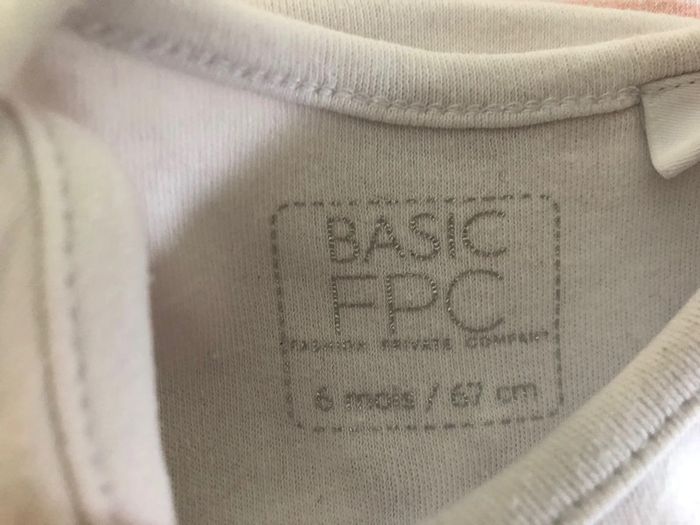 BASIC
FPC
FASHION PRIVATE COMPANY
6 mois / 67 cm